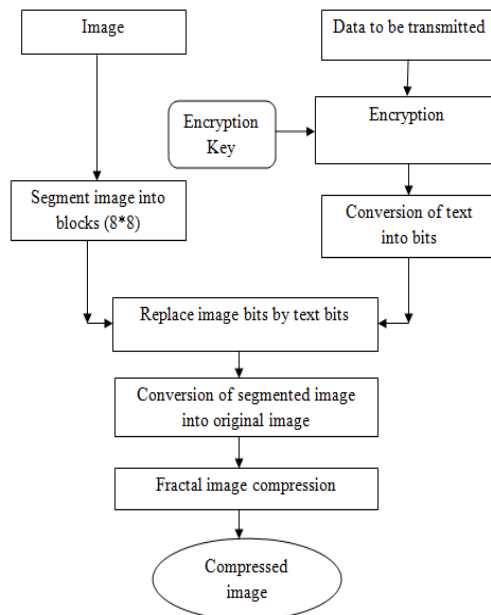 Image
Data to be transmitted
Encryption
Key
Encryption
Segment image into
blocks (8*8)
Conversion of text
into bits
Replace image bits by text bits
Conversion of segmented image
into original image
Fractal image compression
Compressed
image